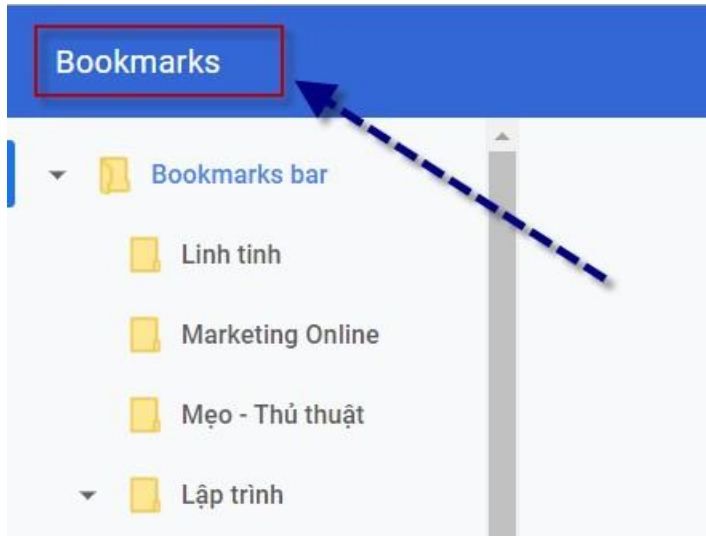 Bookmarks
Bookmarks bar
Linh tinh
Marketing Online
Mẹo - Thủ thuật
Lập trình